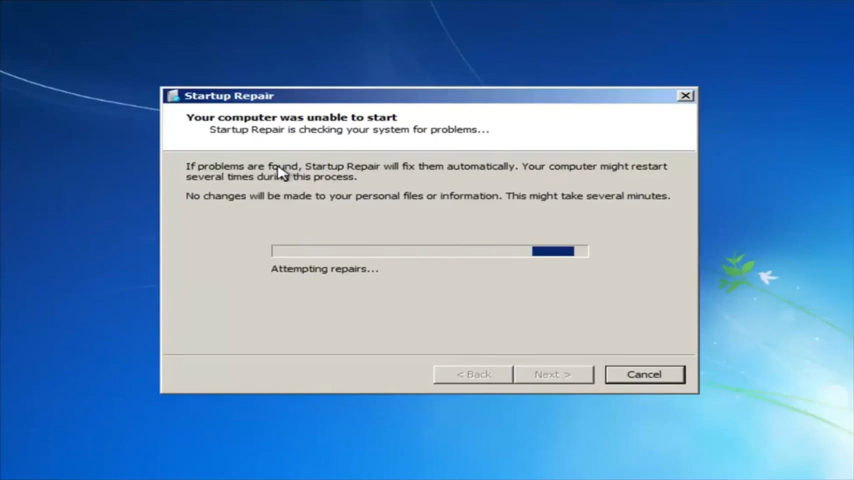 Startup Repair
Your computer was unable to start
Startup Repair is checking your system for problems...
If problems are found, Startup Repair will fix them automatically. Your computer might restart
several times during this process.
No changes will be made to your personal files or information. This might take several minutes.
Attempting repairs...
< Back
Next >
Cancel